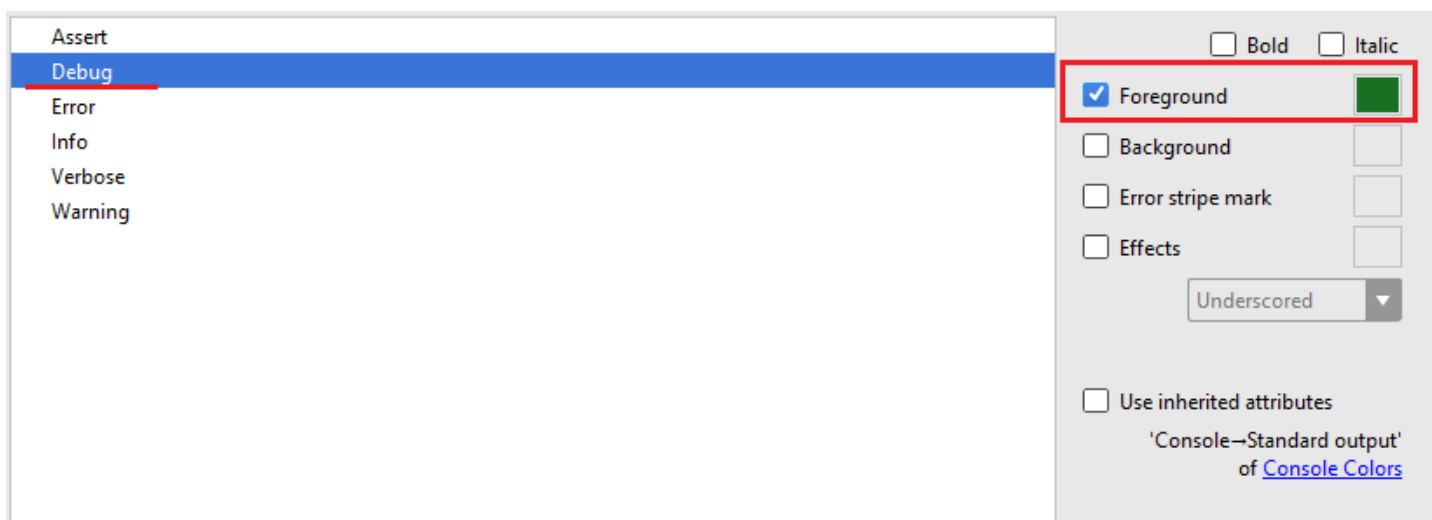 Assert
Debug
Error
Info
Verbose
Warning
Bold Italic
Foreground
Background
Error stripe mark
Effects
Underscored
Use inherited attributes
'Console→Standard output'
of Console Colors